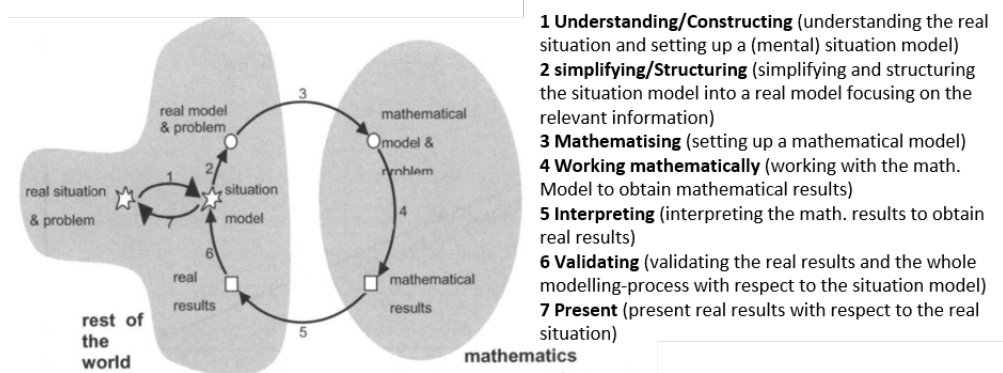 real model
& problem
3
mathematical
model &
problem
2
1
real situation
& problem
situation
model
7
4
6
real
results
mathematical
results
5
rest of
the
world
mathematics
1 Understanding/Constructing (understanding the real
situation and setting up a (mental) situation model)
2 simplifying/Structuring (simplifying and structuring
the situation model into a real model focusing on the
relevant information)
3 Mathematising (setting up a mathematical model)
4 Working mathematically (working with the math.
Model to obtain mathematical results)
5 Interpreting (interpreting the math. results to obtain
real results)
6 Validating (validating the real results and the whole
modelling-process with respect to the situation model)
7 Present (present real results with respect to the real
situation)